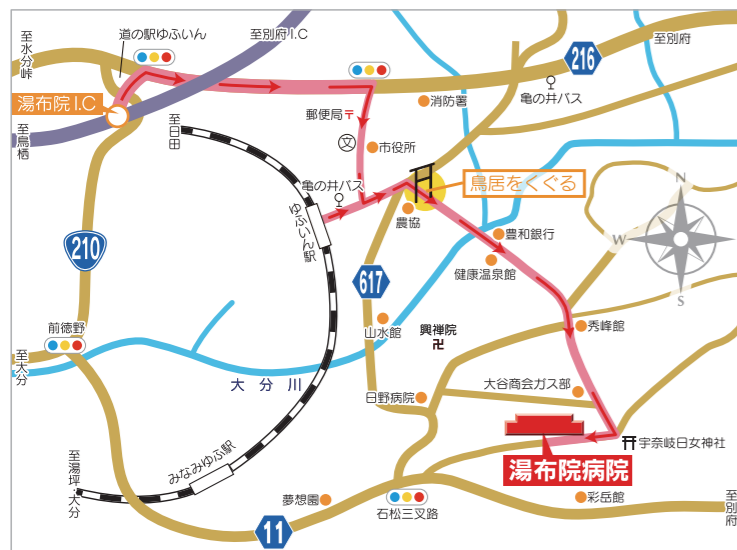 至水分峠
道の駅ゆふいん
至別府I.C
至別府
216
亀の井バス
湯布院I.C
消防署
郵便局〒
至鳥栖
至日田
文
市役所
亀の井バス
鳥居をくぐる
N
農協
ゆふいん駅
豊和銀行
W
E
210
健康温泉館
617
S
前徳野
山水館
興禅院
卍
秀峰館
至大分
大分川
大谷商会ガス部
日野病院
宇奈岐日女神社
湯布院病院
至湯坪・大分
みなみゆふ駅
夢想園
石松三叉路
彩岳館
至別府
11